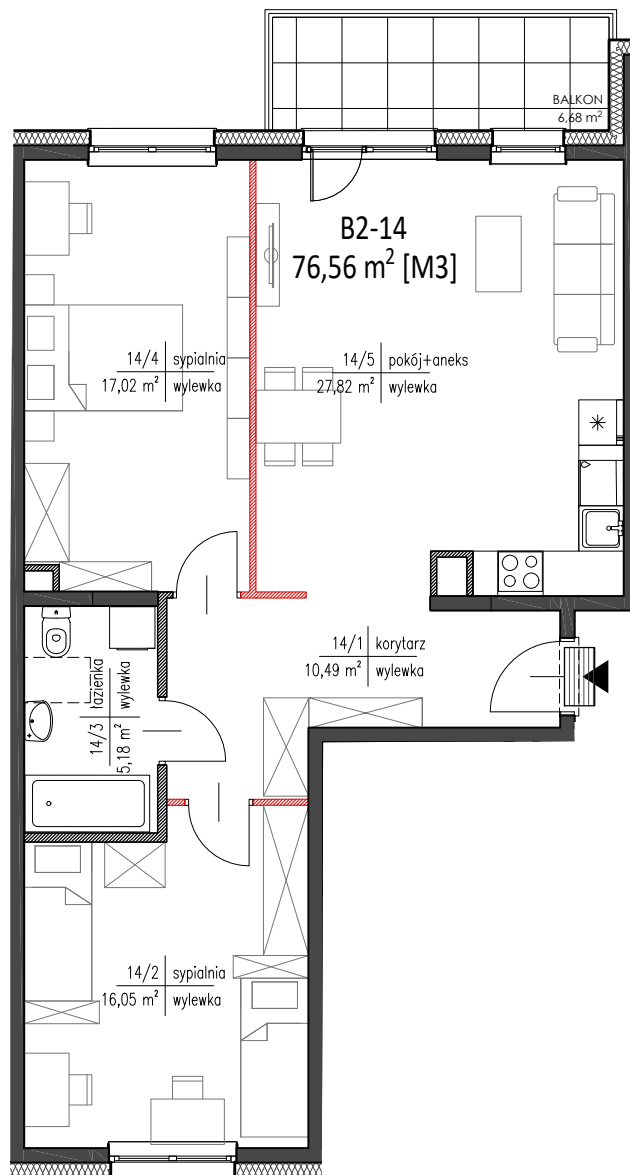 BALKON
6,68 m²
B2-14
76,56 m² [M3]
14/4 sypialnia
17,02 m² wylewka
14/5 pokój+aneks
27,82 m² wylewka
14/1 korytarz
10,49 m² wylewka
14/3 łazienka
5,18 m² wylewka
14/2 sypialnia
16,05 m² wylewka